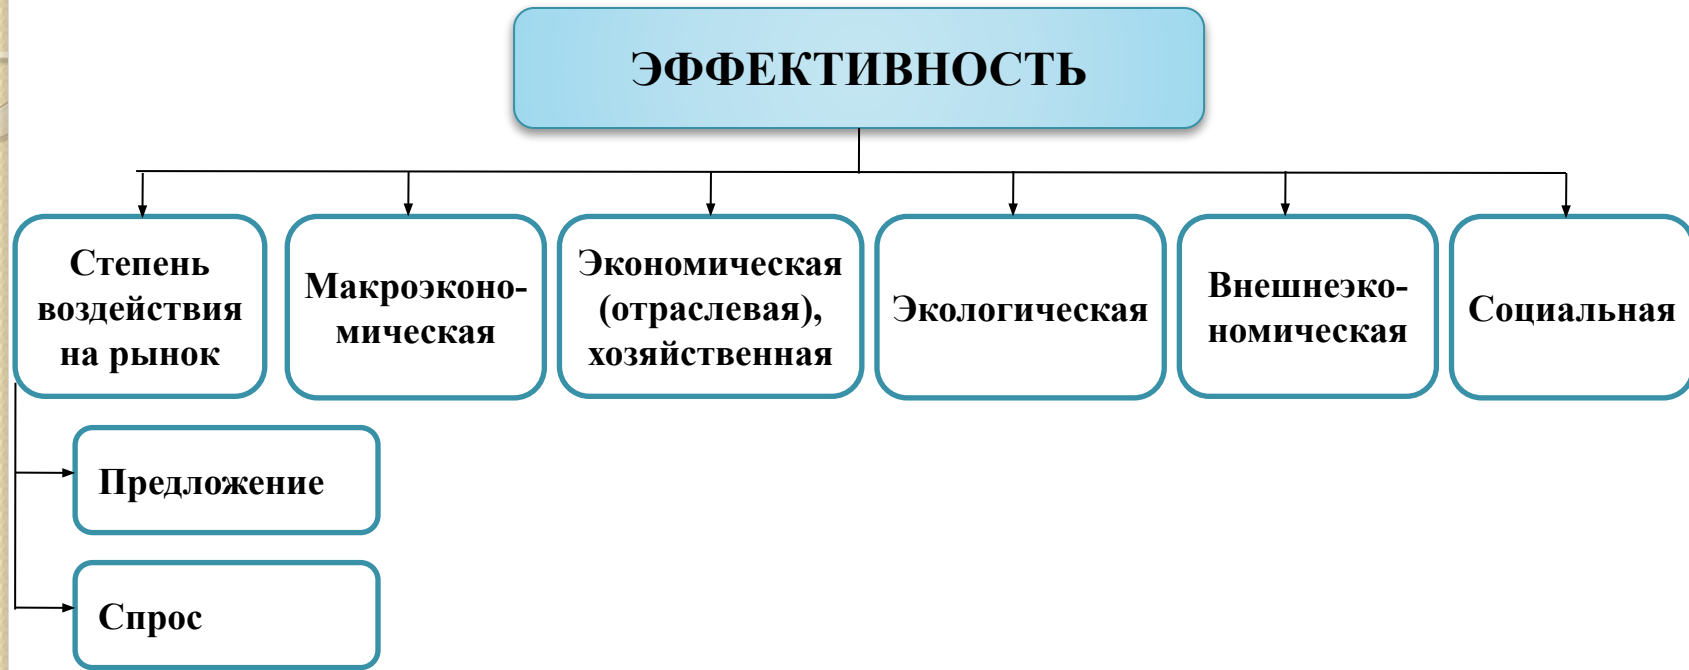 ЭФФЕКТИВНОСТЬ
Степень
воздействия
на рынок
Макроэконо-
мическая
Экономическая
(отраслевая),
хозяйственная
Экологическая
Внешнеэко-
номическая
Социальная
Предложение
Спрос